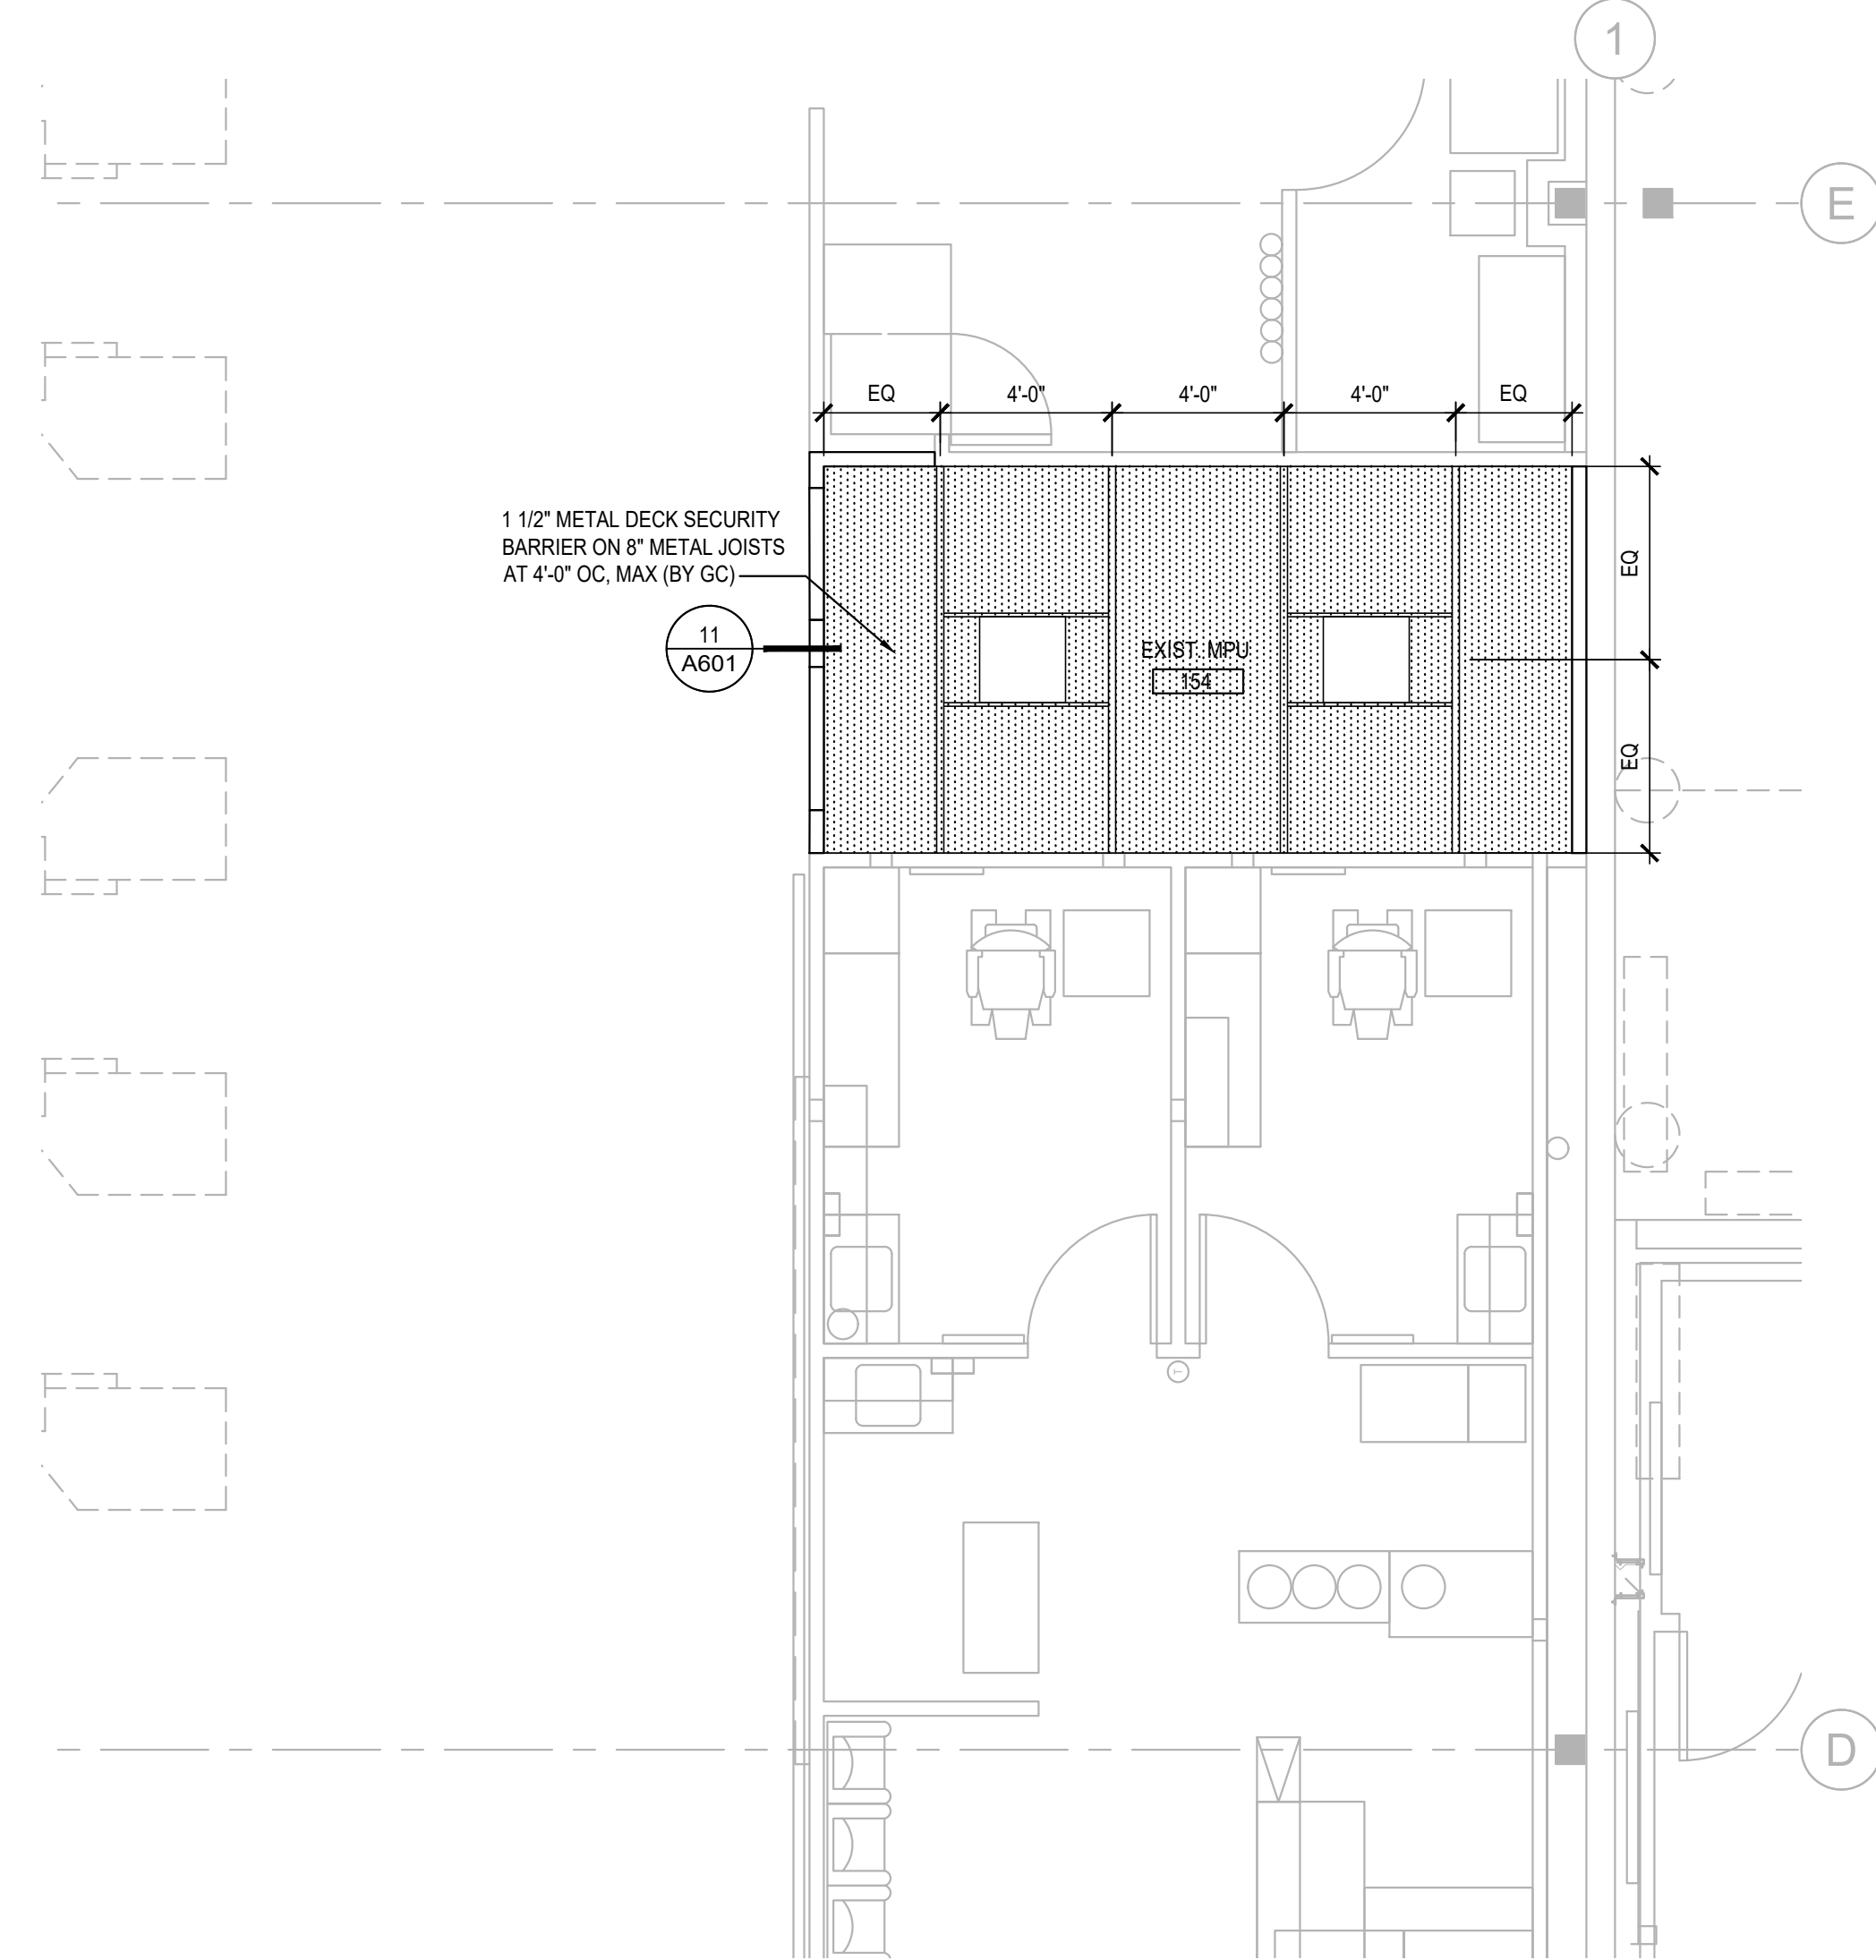 1
E
EQ
4'-0"
4'-0"
4'-0"
EQ
1 1/2" METAL DECK SECURITY
BARRIER ON 8" METAL JOISTS
AT 4'-0" OC, MAX (BY GC)
EQ
11
A601
EXIST. MPU
154
EQ
T
D